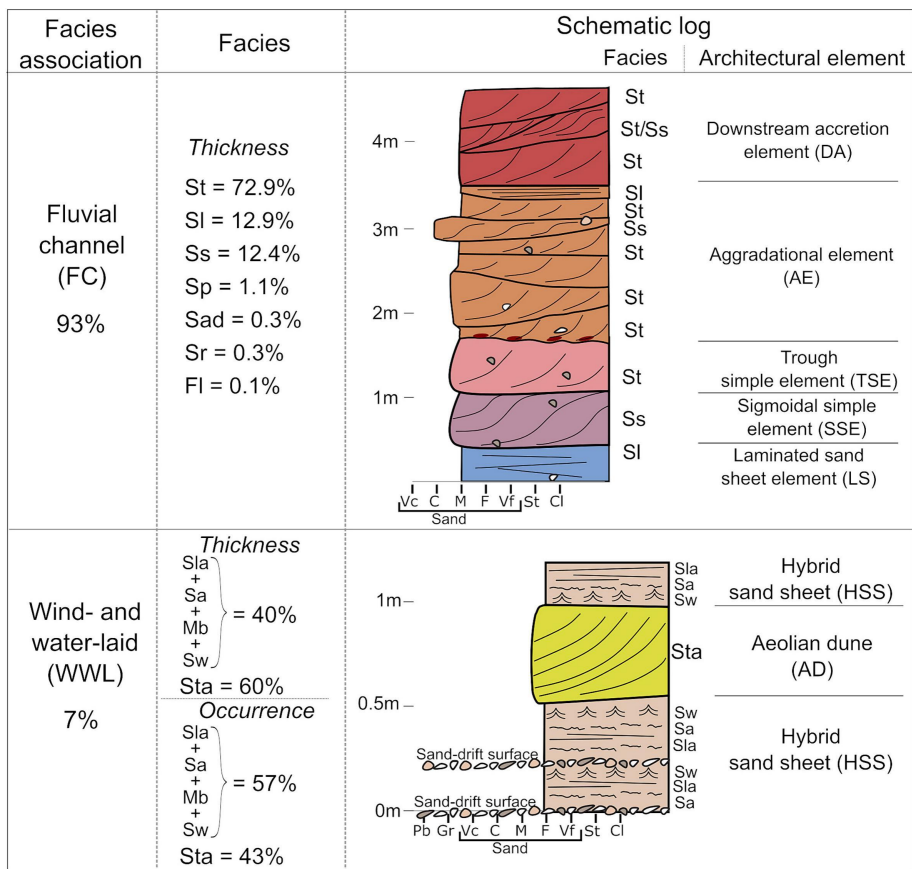 Facies association
Facies
Schematic log
Facies
Architectural element
Fluvial channel (FC)
93%
Thickness
St = 72.9%
Sl = 12.9%
Ss = 12.4%
Sp = 1.1%
Sad = 0.3%
Sr = 0.3%
Fl = 0.1%
4m
3m
2m
1m
St
St/Ss
St
Sl
St
Ss
St
St
St
St
Ss
Sl
Vc C M F Vf St Cl
Sand
Downstream accretion
element (DA)
Aggradational element
(AE)
Trough
simple element (TSE)
Sigmoidal simple
element (SSE)
Laminated sand
sheet element (LS)
Wind- and
water-laid
(WWL)
7%
Thickness
Sla
+
Sa
+
Mb
+
Sw
= 40%
Sta = 60%
Occurrence
Sla
+
Sa
+
Mb
+
Sw
= 57%
Sta = 43%
1m
0.5m
0m
Sand-drift surface
Sand-drift surface
Sla
Sa
Sw
Sta
Sw
Sa
Sla
Sw
Sla
Sa
Pb Gr Vc C M F Vf St Cl
Sand
Hybrid
sand sheet (HSS)
Aeolian dune
(AD)
Hybrid
sand sheet (HSS)